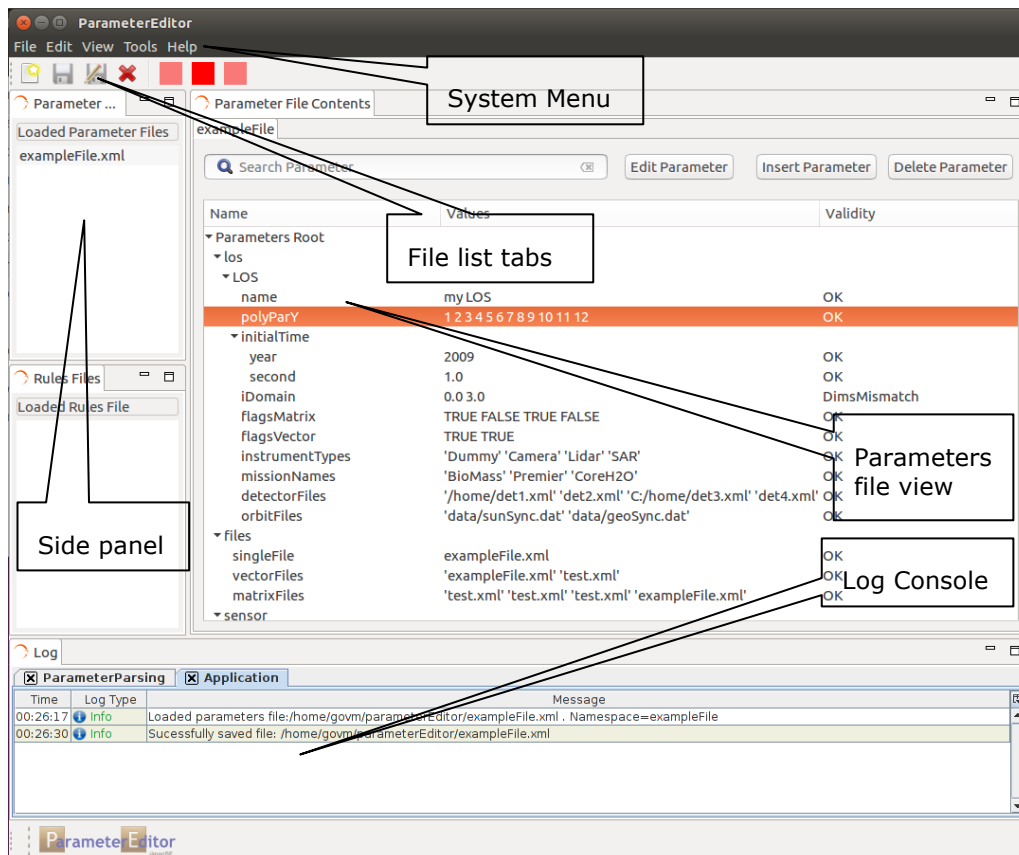 ParameterEditor
File Edit View Tools Help
System Menu
Parameter ...
Parameter File Contents
Loaded Parameter Files
exampleFile
exampleFile.xml
Search Parameter
Edit Parameter
Insert Parameter
Delete Parameter
Name Values Validity
File list tabs
Parameters Root
los
LOS
name my LOS OK
polyParY 1 2 3 4 5 6 7 8 9 10 11 12 OK
initialTime
year 2009 OK
second 1.0 OK
Rules Files
Loaded Rules File
iDomain 0.0 3.0 DimsMismatch
flagsMatrix TRUE FALSE TRUE FALSE OK
flagsVector TRUE TRUE OK
instrumentTypes 'Dummy' 'Camera' 'Lidar' 'SAR' OK
missionNames 'BioMass' 'Premier' 'CoreH2O' OK
detectorFiles '/home/det1.xml' 'det2.xml' 'C:/home/det3.xml' 'det4.xml' OK
orbitFiles 'data/sunSync.dat' 'data/geoSync.dat' OK
Parameters
file view
Side panel
files
singleFile exampleFile.xml OK
vectorFiles 'exampleFile.xml' 'test.xml' OK
matrixFiles 'test.xml' 'test.xml' 'test.xml' 'exampleFile.xml' OK
Log Console
sensor
Log
ParameterParsing Application
Time Log Type Message
00:26:17 Info Loaded parameters file:/home/govm/parameterEditor/exampleFile.xml . Namespace=exampleFile
00:26:30 Info Sucessfully saved file: /home/govm/parameterEditor/exampleFile.xml
ParameterEditor